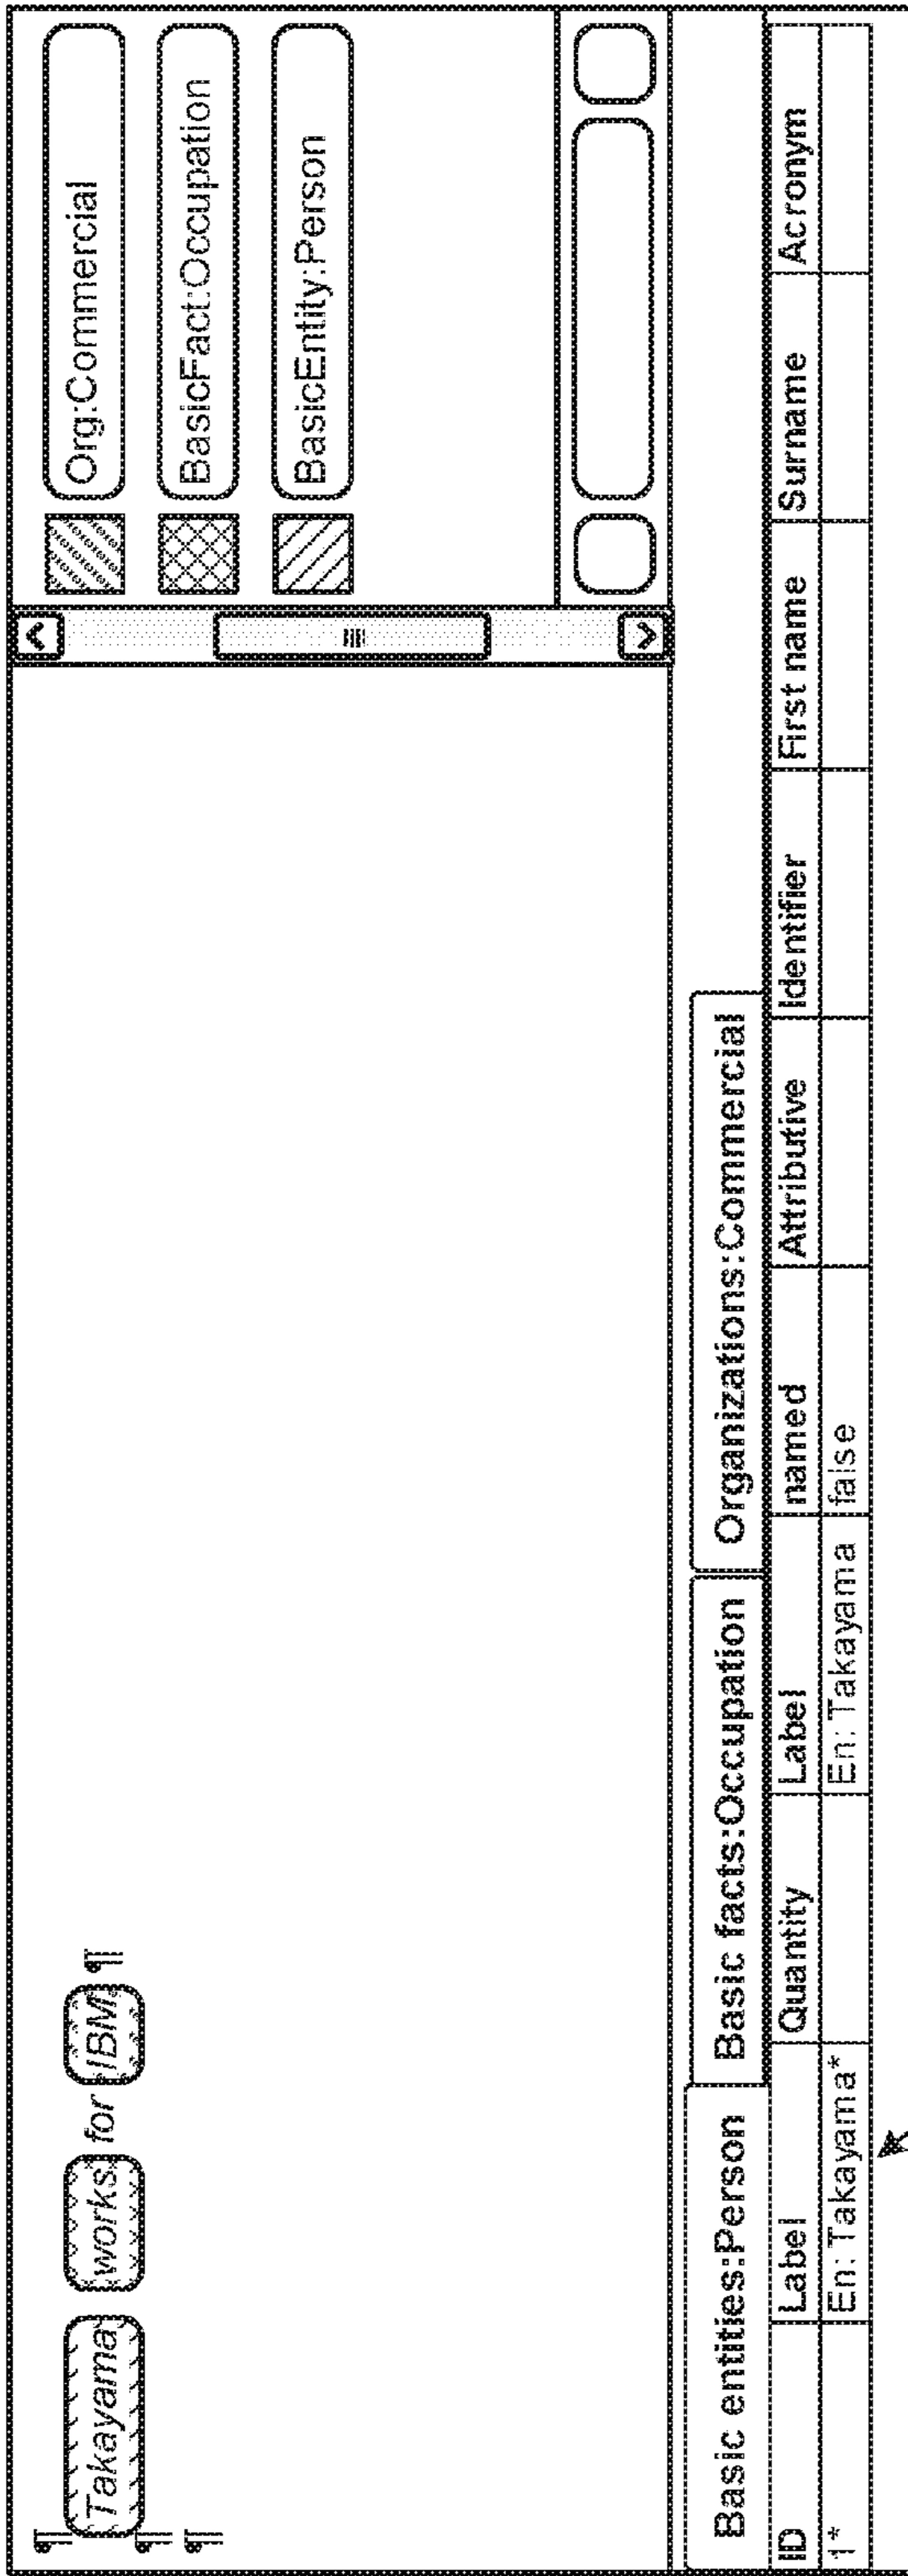 ¶
Takayama works for IBM ¶
¶
¶
Org:Commercial
BasicFact:Occupation
BasicEntity:Person
Basic entities:Person Basic facts:Occupation Organizations:Commercial
ID Label Quantity Label named Attributive Identifier First name Surname Acronym
1* En: Takayama* En: Takayama false